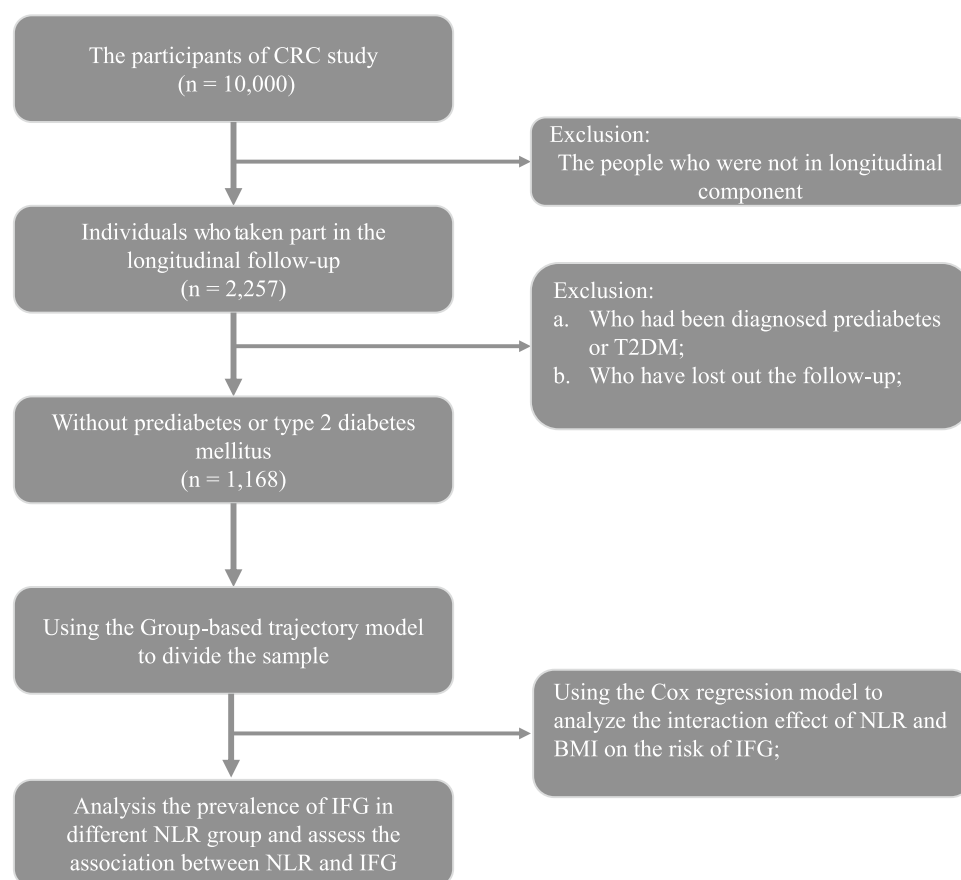 The participants of CRC study
(n = 10,000)
Exclusion:
The people who were not in longitudinal
component
Individuals who taken part in the
longitudinal follow-up
(n = 2,257)
Exclusion:
a. Who had been diagnosed prediabetes
or T2DM;
b. Who have lost out the follow-up;
Without prediabetes or type 2 diabetes
mellitus
(n = 1,168)
Using the Group-based trajectory model
to divide the sample
Using the Cox regression model to
analyze the interaction effect of NLR and
BMI on the risk of IFG;
Analysis the prevalence of IFG in
different NLR group and assess the
association between NLR and IFG